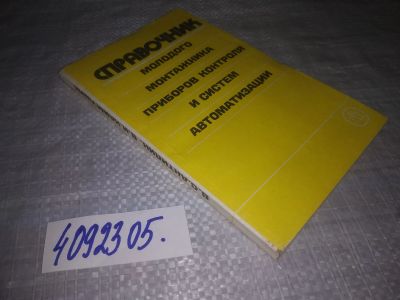 СПРАВОЧНИК
МОЛОДОГО
МОНТАЖНИКА
ПРИБОРОВ КОНТРОЛЯ
И СИСТЕМ
АВТОМАТИЗАЦИИ
4092305.